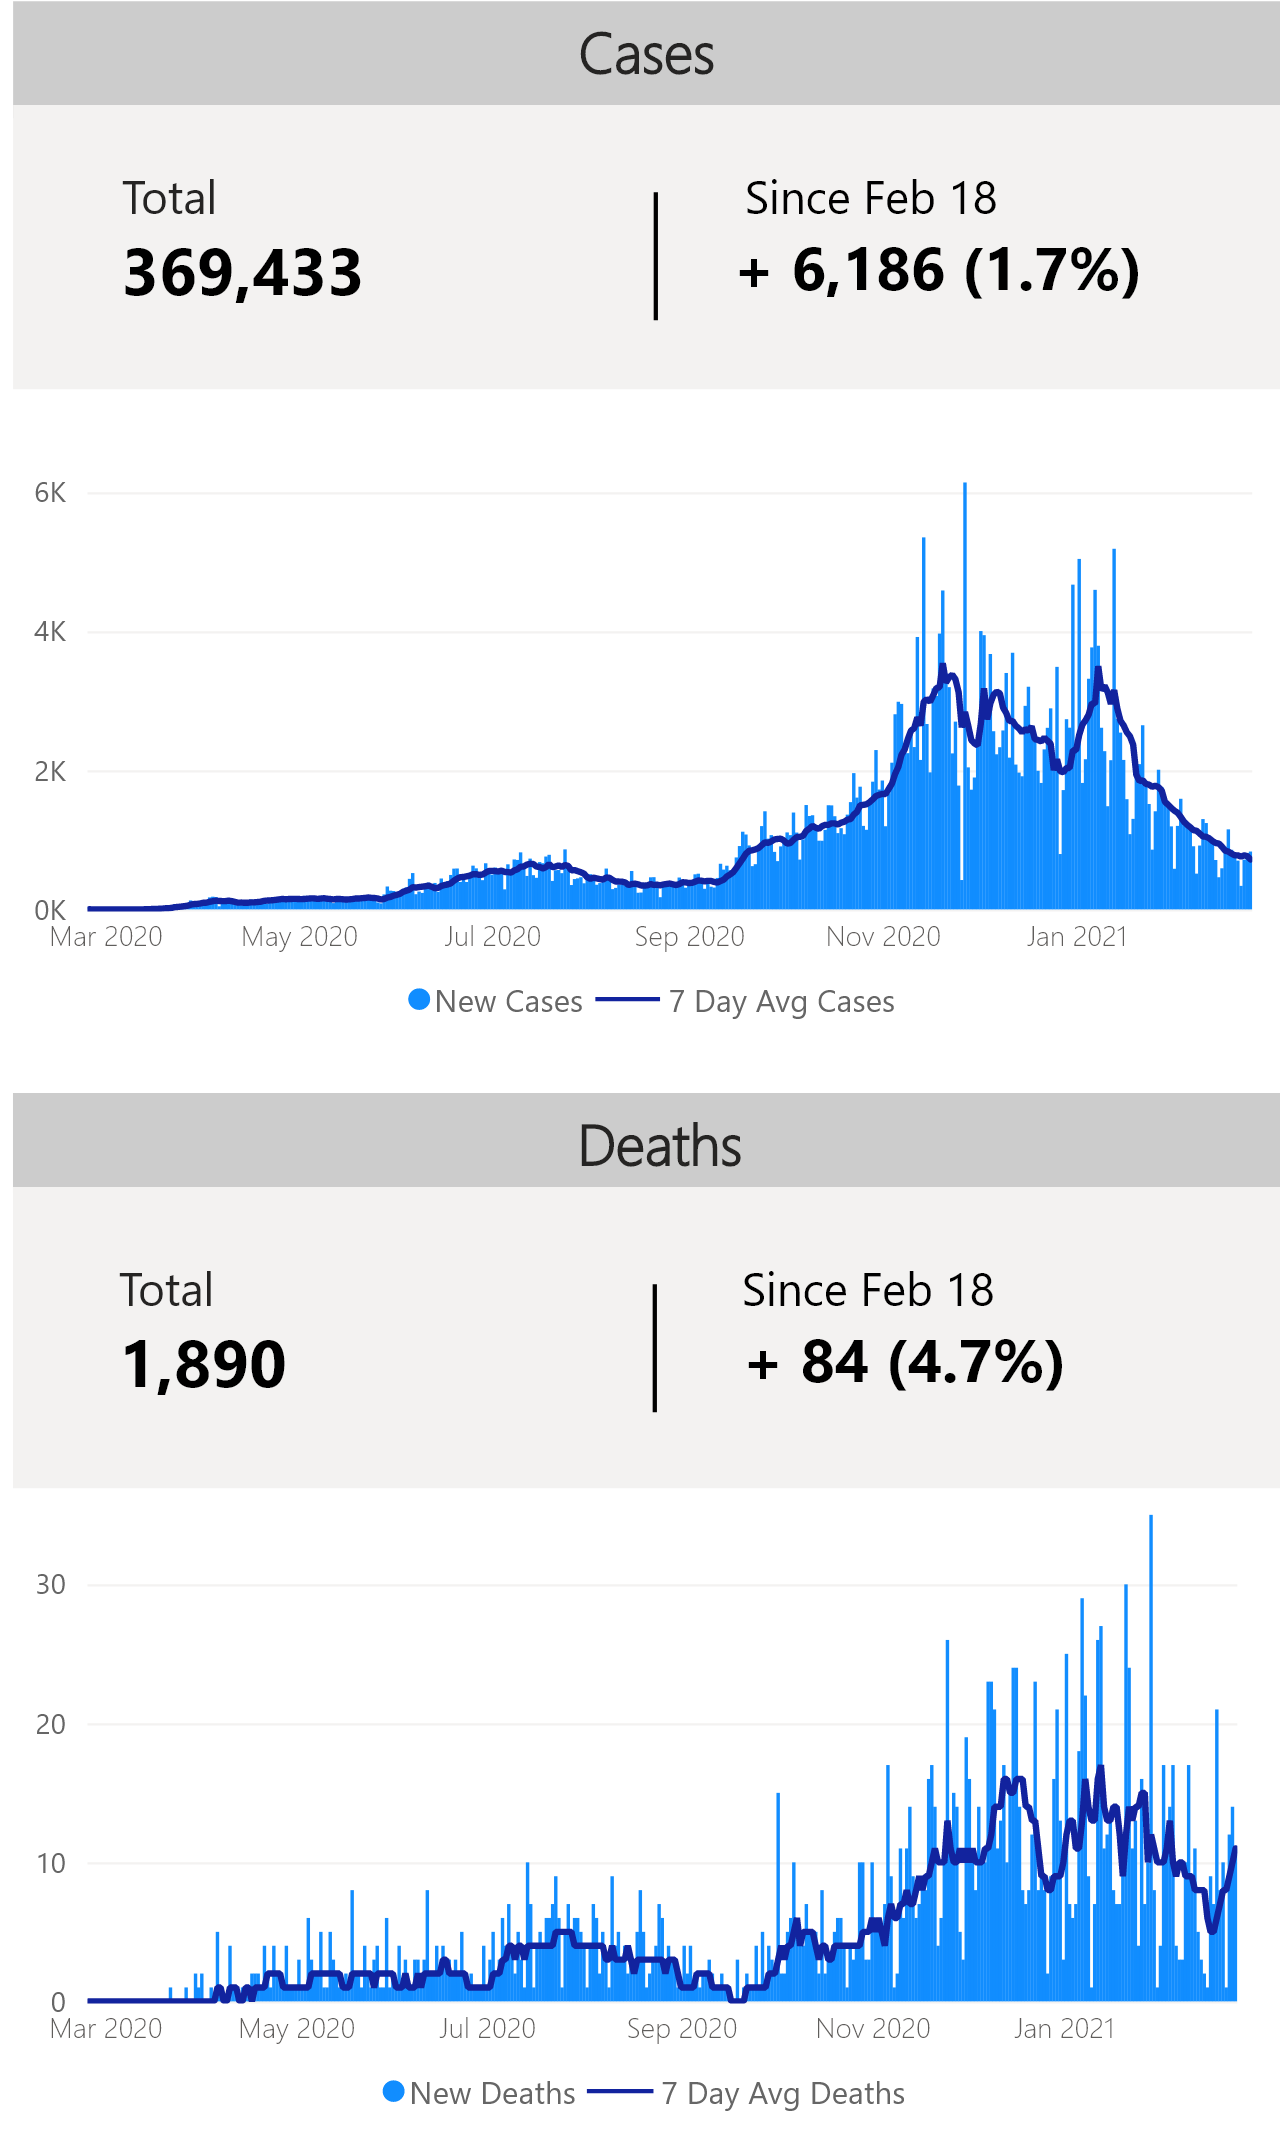 Cases
Total
Since Feb 18
369,433
+ 6,186 (1.7%)
6K
4K
2K
0K
Mar 2020 May 2020 Jul 2020 Sep 2020 Nov 2020 Jan 2021
New Cases 7 Day Avg Cases
Deaths
Total
Since Feb 18
1,890
+ 84 (4.7%)
30
20
10
0
Mar 2020 May 2020 Jul 2020 Sep 2020 Nov 2020 Jan 2021
New Deaths 7 Day Avg Deaths